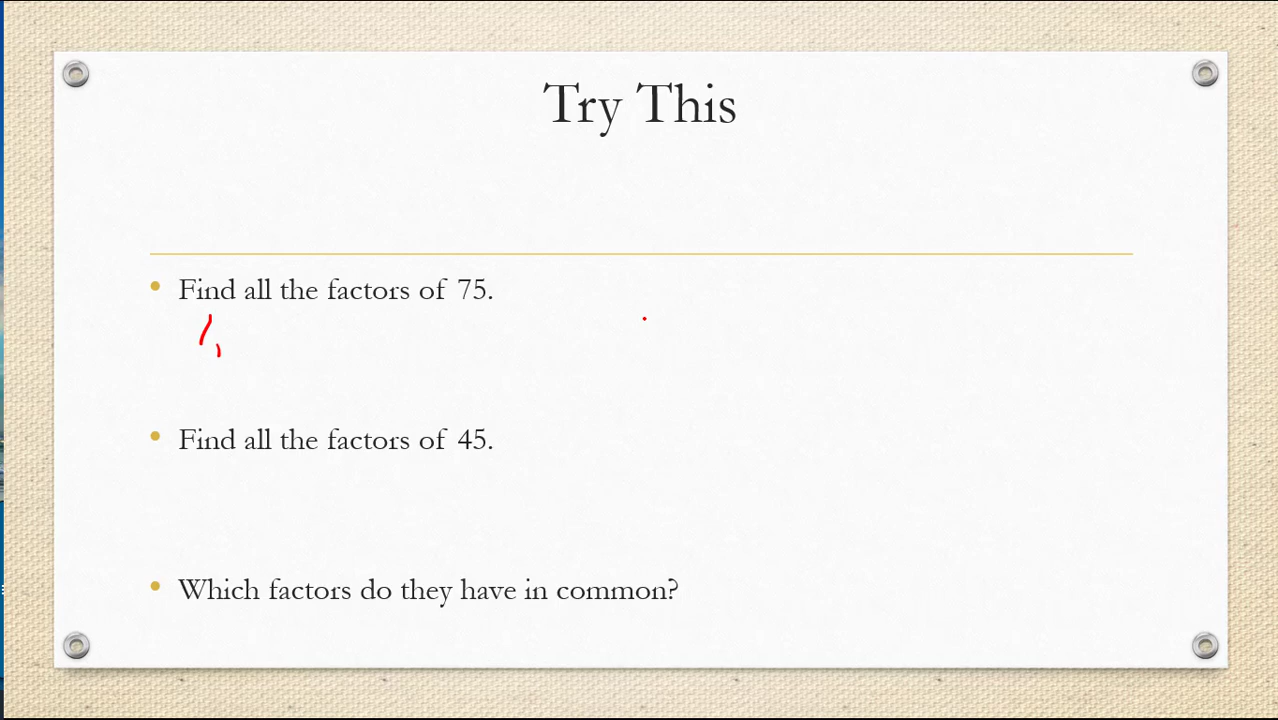 Try This
• Find all the factors of 75.
1,
• Find all the factors of 45.
• Which factors do they have in common?